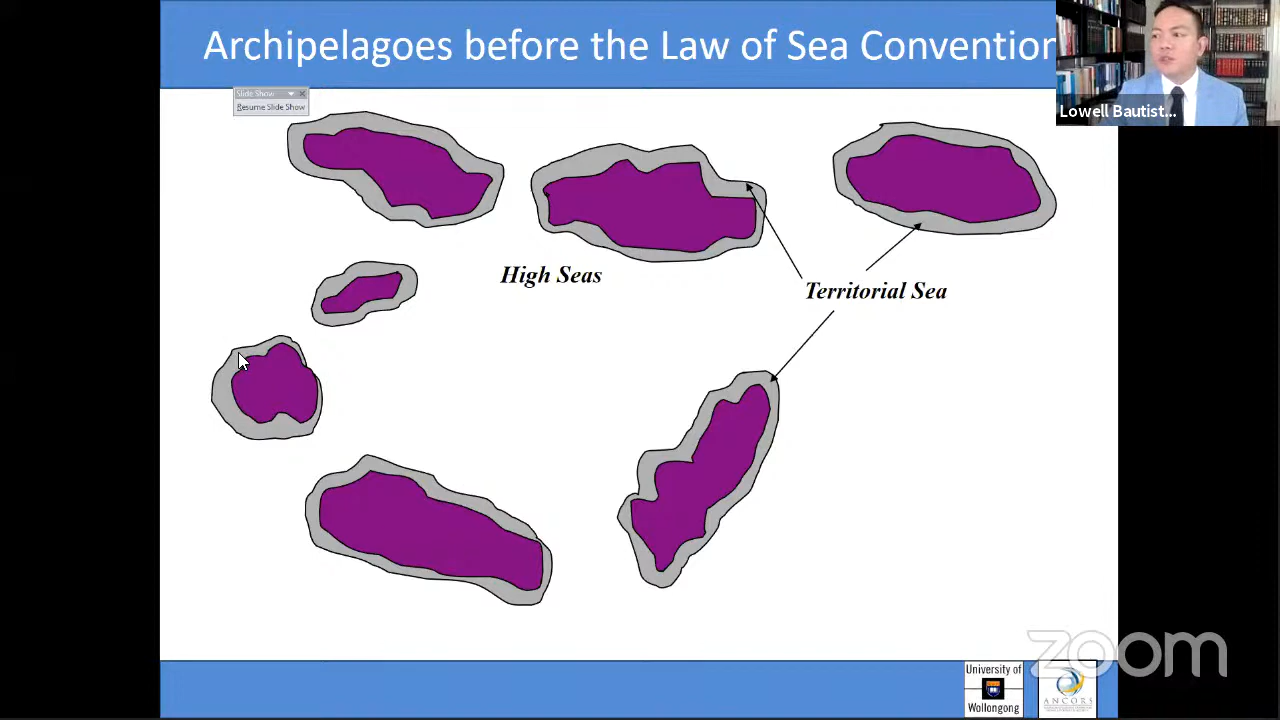 Archipelagoes before the Law of Sea Convention
Lowell Bautist...
Slide Show
Resume Slide Show
High Seas
Territorial Sea
zoom
University of
Wollongong
ANCORS